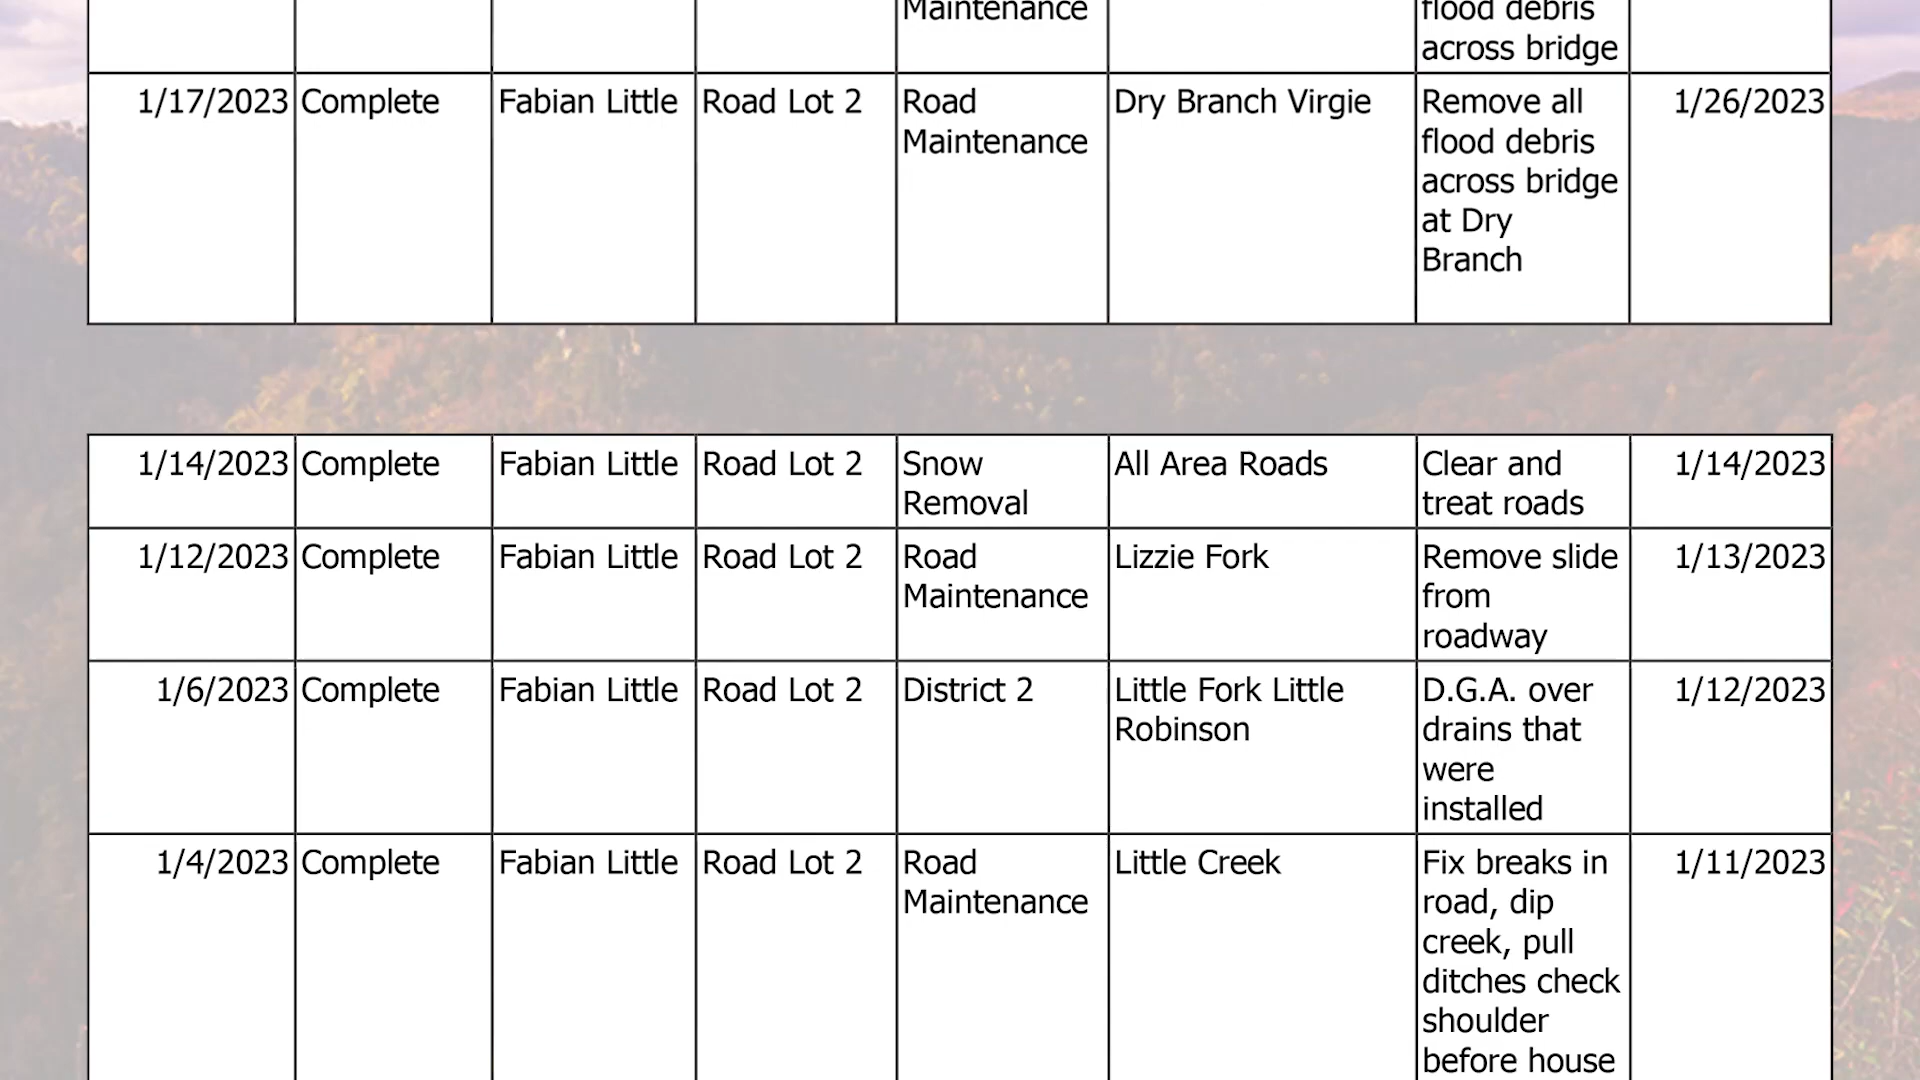 Maintenance flood debris
across bridge
1/17/2023 Complete Fabian Little Road Lot 2 Road Dry Branch Virgie Remove all 1/26/2023
Maintenance flood debris
across bridge
at Dry
Branch
1/14/2023 Complete Fabian Little Road Lot 2 Snow All Area Roads Clear and 1/14/2023
Removal treat roads
1/12/2023 Complete Fabian Little Road Lot 2 Road Lizzie Fork Remove slide 1/13/2023
Maintenance from
roadway
1/6/2023 Complete Fabian Little Road Lot 2 District 2 Little Fork Little D.G.A. over 1/12/2023
Robinson drains that
were
installed
1/4/2023 Complete Fabian Little Road Lot 2 Road Little Creek Fix breaks in 1/11/2023
Maintenance road, dip
creek, pull
ditches check
shoulder
before house